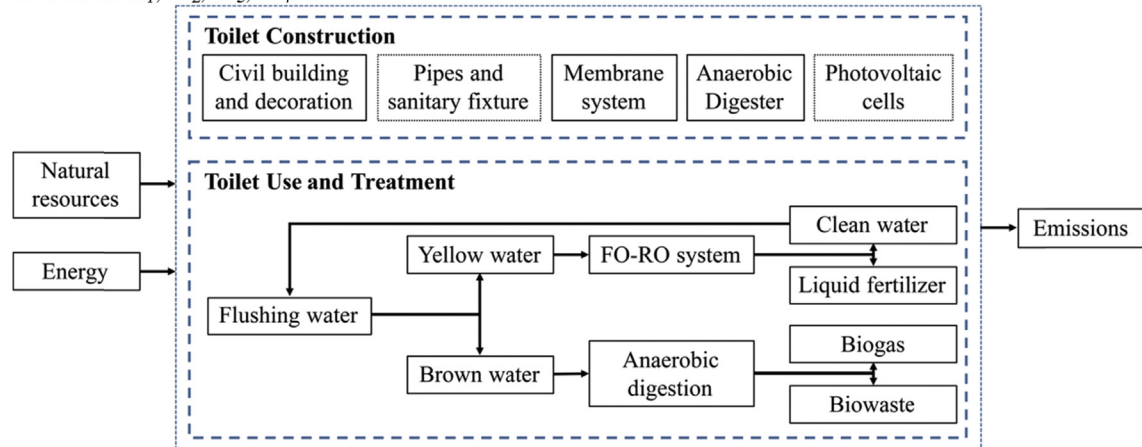 Toilet Construction
Civil building
and decoration
Pipes and
sanitary fixture
Membrane
system
Anaerobic
Digester
Photovoltaic
cells
Natural
resources
Energy
Toilet Use and Treatment
Clean water
Yellow water
FO-RO system
Liquid fertilizer
Flushing water
Emissions
Biogas
Brown water
Anaerobic
digestion
Biowaste